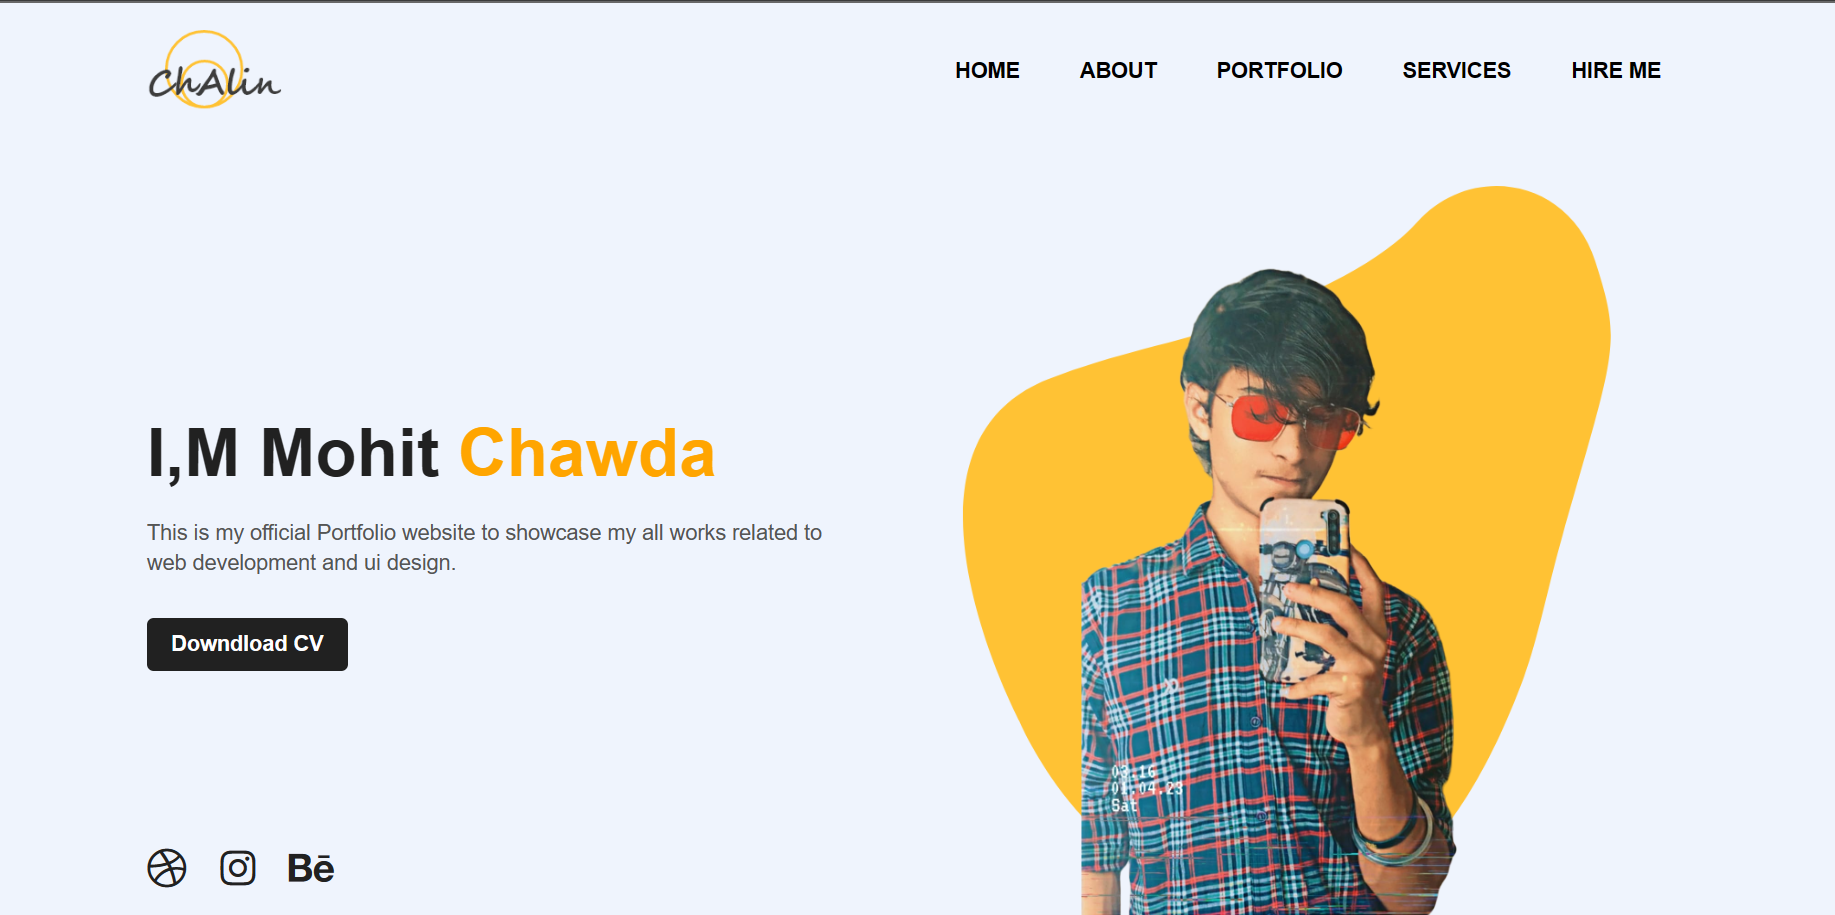 ChAlin
HOME ABOUT PORTFOLIO SERVICES HIRE ME
I,M Mohit Chawda
This is my official Portfolio website to showcase my all works related to
web development and ui design.
Downdload CV
03.16
01.04.23
Sat
Bē